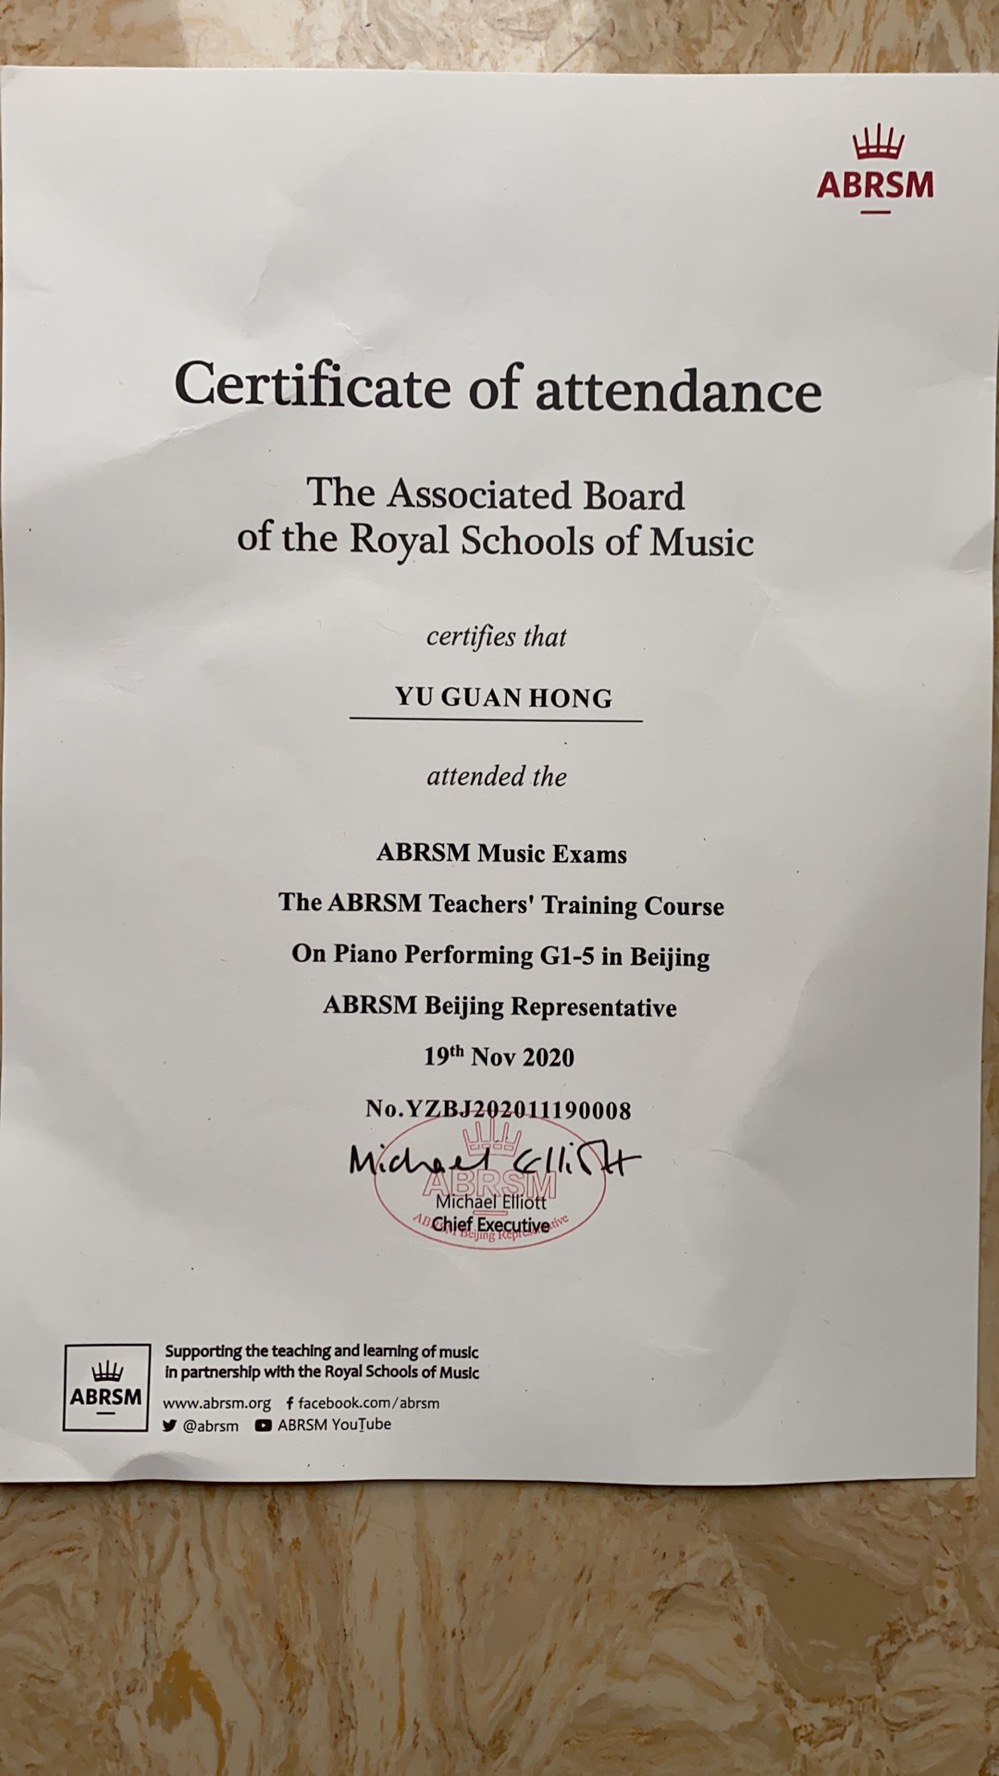 ABRSM
Certificate of attendance
The Associated Board
of the Royal Schools of Music
certifies that
YU GUAN HONG
attended the
ABRSM Music Exams
The ABRSM Teachers' Training Course
On Piano Performing G1-5 in Beijing
ABRSM Beijing Representative
19th Nov 2020
No.YZBJ202011190008
Michael Elliott
ABRSM
Michael Elliott
Chief Executive
ABRSM Beijing Representative
ABRSM
Supporting the teaching and learning of music
in partnership with the Royal Schools of Music
www.abrsm.org f facebook.com/abrsm
@abrsm ABRSM YouTube